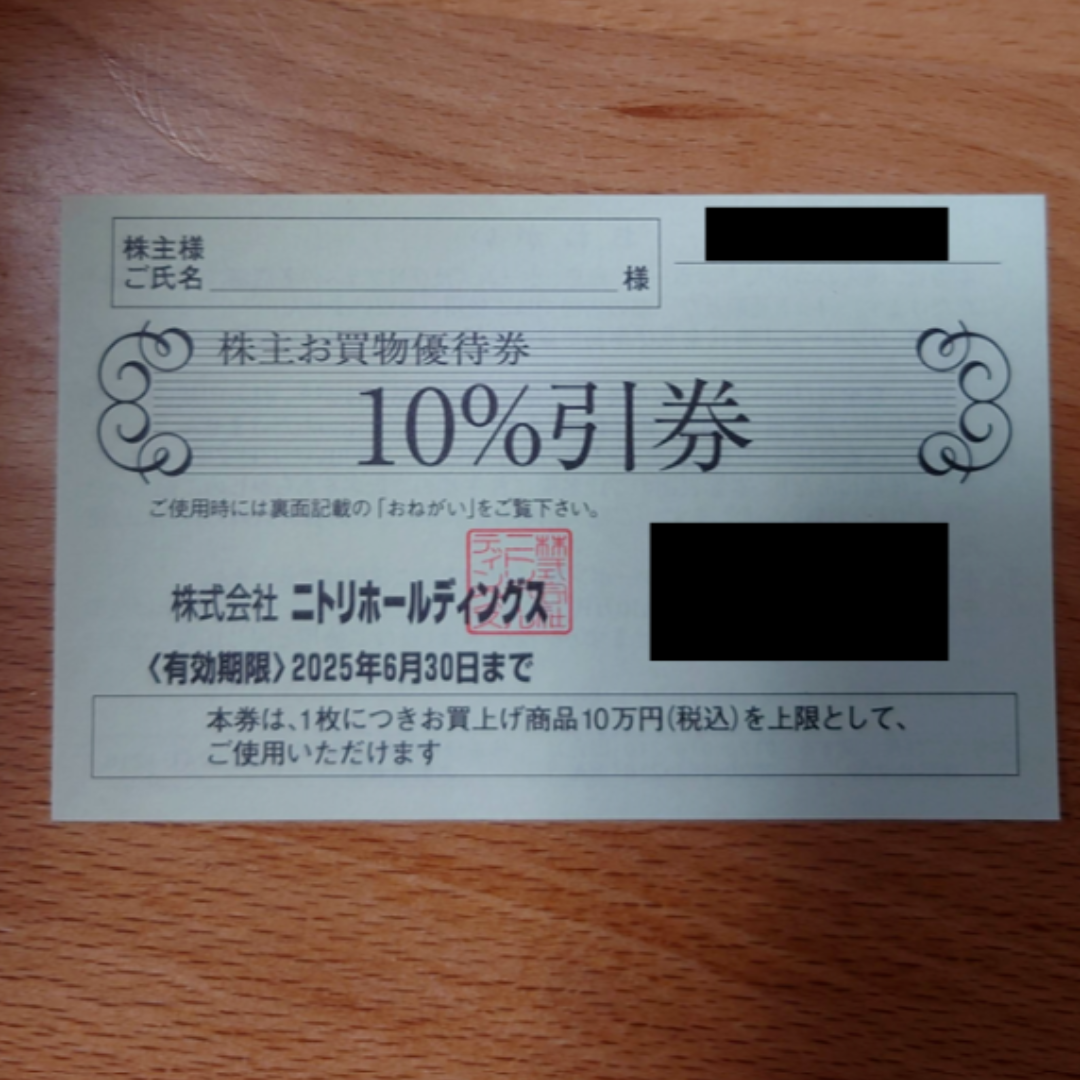 株主様
ご氏名 様
株主お買物優待券
10%引券
ご使用時には裏面記載の「おねがい」をご覧下さい。
株式会社 ニトリホールディングス
〈有効期限〉2025年6月30日まで
本券は、1枚につきお買上げ商品10万円(税込)を上限として、
ご使用いただけます